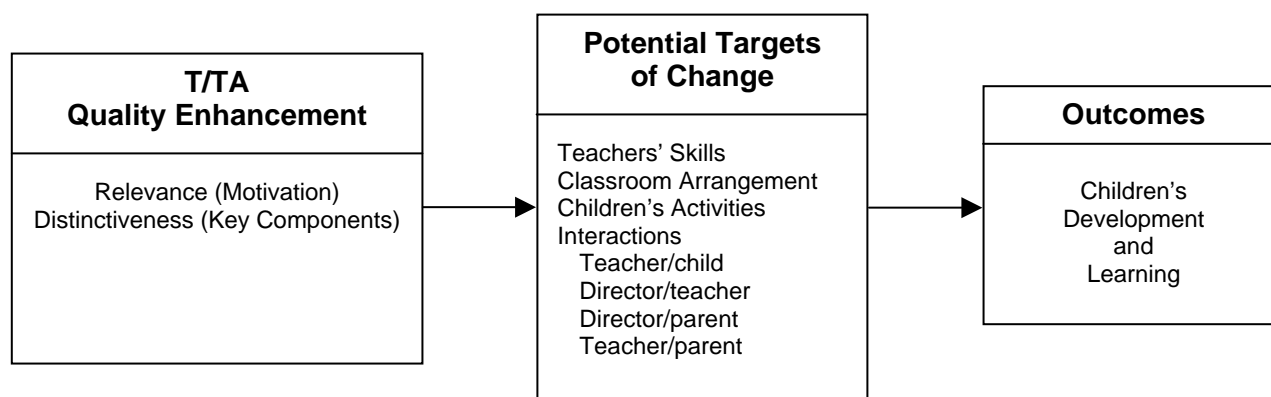 T/TA
Quality Enhancement
Relevance (Motivation)
Distinctiveness (Key Components)
Potential Targets
of Change
Teachers’ Skills
Classroom Arrangement
Children’s Activities
Interactions
Teacher/child
Director/teacher
Director/parent
Teacher/parent
Outcomes
Children’s
Development
and
Learning